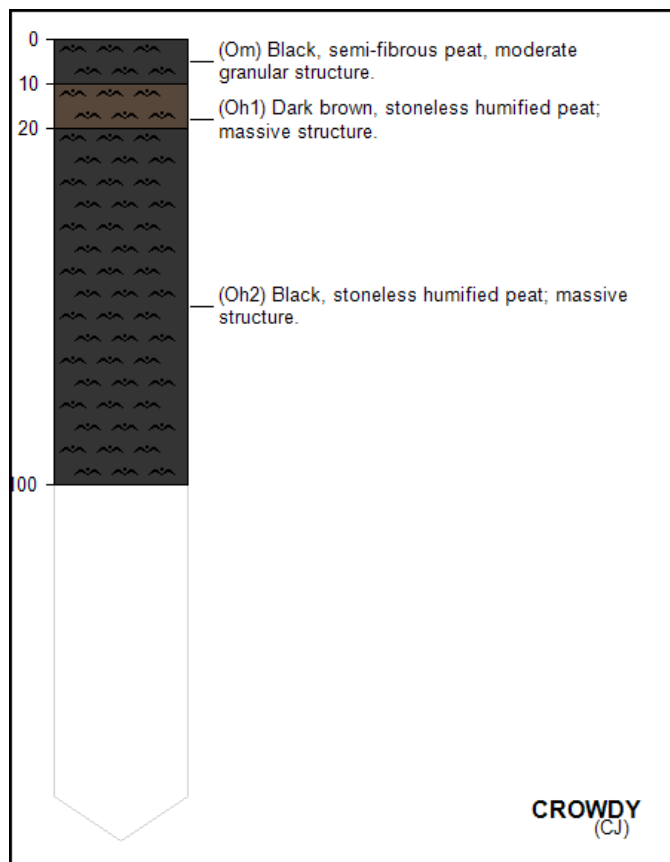 0
(Om) Black, semi-fibrous peat, moderate
granular structure.
10
(Oh1) Dark brown, stoneless humified peat;
massive structure.
20
(Oh2) Black, stoneless humified peat; massive
structure.
100
CROWDY
(CJ)